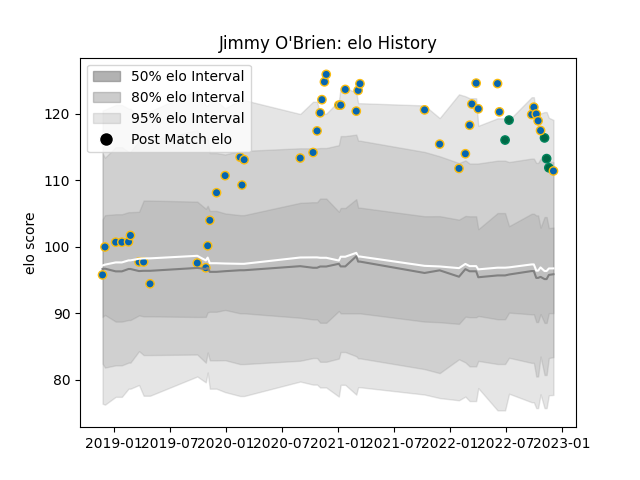 Jimmy O'Brien: elo History
50% elo Interval
80% elo Interval
95% elo Interval
Post Match elo
elo score
120
110
100
90
80
2019-01 2019-07 2020-01 2020-07 2021-01 2021-07 2022-01 2022-07 2023-01